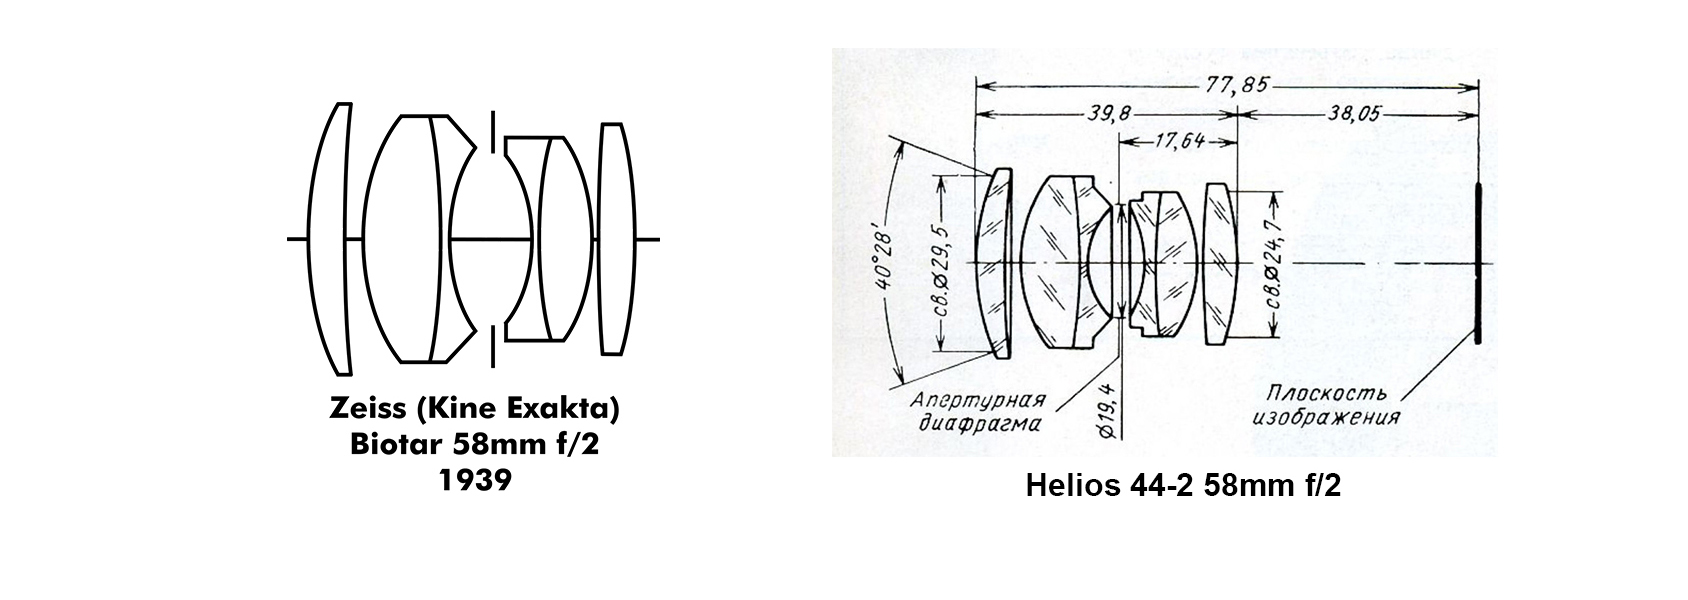 Zeiss (Kine Exakta)
Biotar 58mm f/2
1939
77,85
39,8
38,05
17,64
40°28'
св.Ø29,5
св.Ø24,7
Ø19,4
Апертурная
диафрагма
Плоскость
изображения
Helios 44-2 58mm f/2